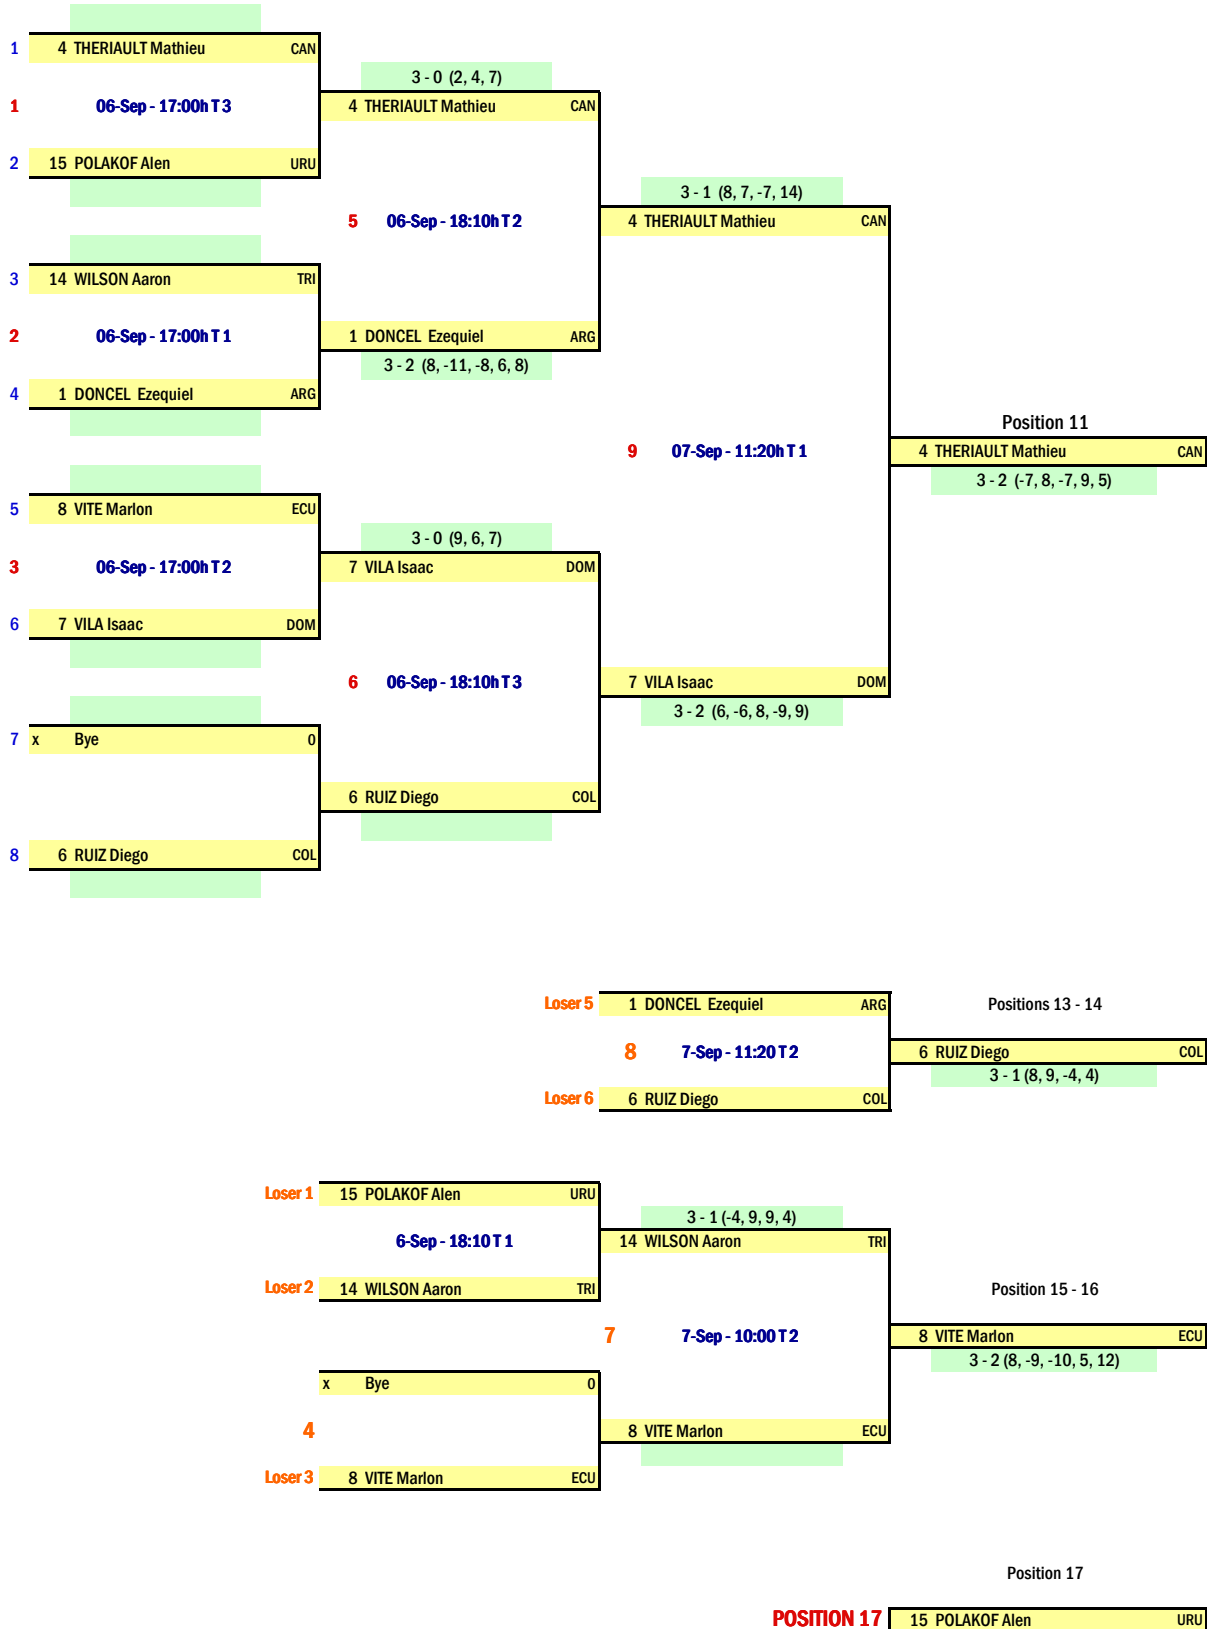 1 4 THERIAULT Mathieu CAN
3 - 0 (2, 4, 7)
1 06-Sep - 17:00h T 3 4 THERIAULT Mathieu CAN
2 15 POLAKOF Alen URU
3 - 1 (8, 7, -7, 14)
5 06-Sep - 18:10h T 2 4 THERIAULT Mathieu CAN
3 14 WILSON Aaron TRI
2 06-Sep - 17:00h T 1 1 DONCEL Ezequiel ARG
3 - 2 (8, -11, -8, 6, 8)
4 1 DONCEL Ezequiel ARG
Position 11
9 07-Sep - 11:20h T 1 4 THERIAULT Mathieu CAN
3 - 2 (-7, 8, -7, 9, 5)
5 8 VITE Marlon ECU
3 - 0 (9, 6, 7)
3 06-Sep - 17:00h T 2 7 VILA Isaac DOM
6 7 VILA Isaac DOM
6 06-Sep - 18:10h T 3 7 VILA Isaac DOM
3 - 2 (6, -6, 8, -9, 9)
7 x Bye 0
6 RUIZ Diego COL
8 6 RUIZ Diego COL
Loser 5 1 DONCEL Ezequiel ARG Positions 13 - 14
8 7-Sep - 11:20 T 2 6 RUIZ Diego COL
3 - 1 (8, 9, -4, 4)
Loser 6 6 RUIZ Diego COL
Loser 1 15 POLAKOF Alen URU
3 - 1 (-4, 9, 9, 4)
6-Sep - 18:10 T 1 14 WILSON Aaron TRI
Loser 2 14 WILSON Aaron TRI Position 15 - 16
7 7-Sep - 10:00 T 2 8 VITE Marlon ECU
3 - 2 (8, -9, -10, 5, 12)
x Bye 0
4 8 VITE Marlon ECU
Loser 3 8 VITE Marlon ECU
Position 17
POSITION 17 15 POLAKOF Alen URU